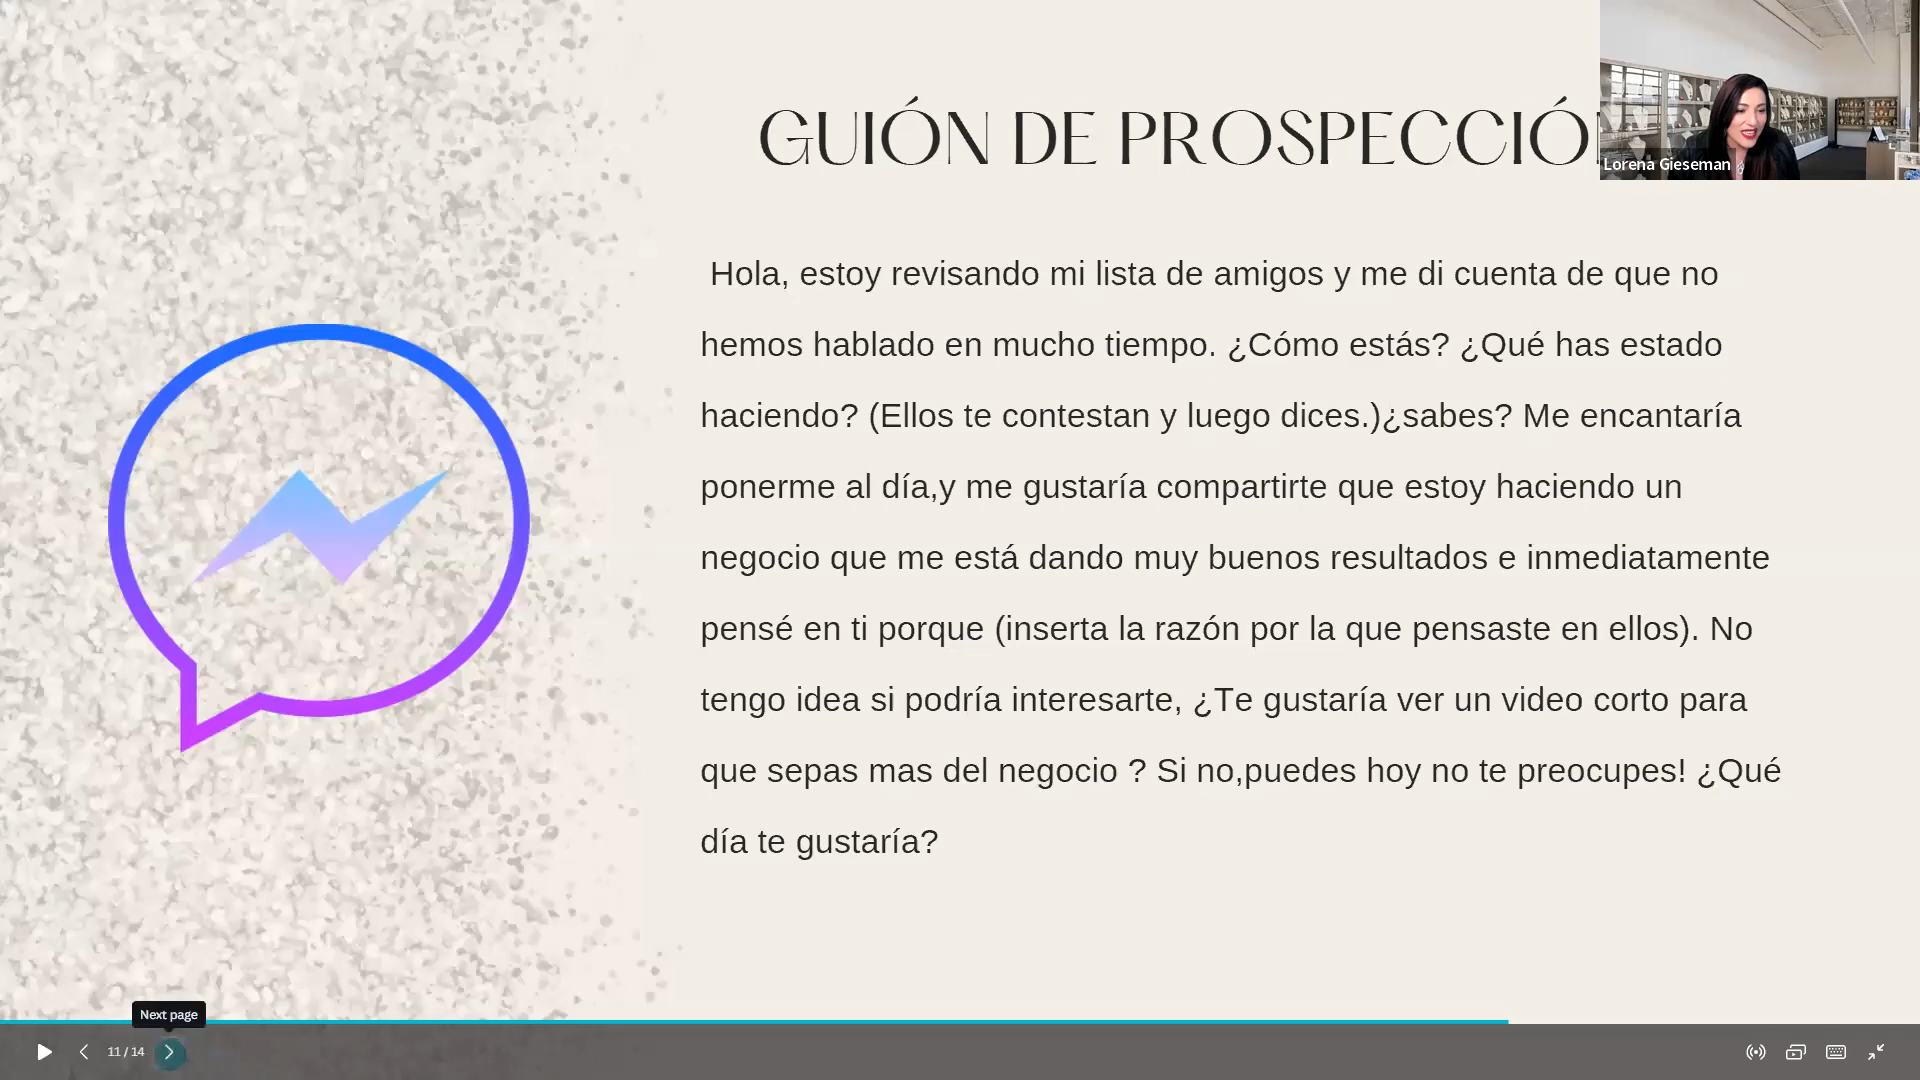 GUIÓN DE PROSPECCIÓ
Lorena Gieseman
Hola, estoy revisando mi lista de amigos y me di cuenta de que no
hemos hablado en mucho tiempo. ¿Cómo estás? ¿Qué has estado
haciendo? (Ellos te contestan y luego dices.)¿sabes? Me encantaría
ponerme al día,y me gustaría compartirte que estoy haciendo un
negocio que me está dando muy buenos resultados e inmediatamente
pensé en ti porque (inserta la razón por la que pensaste en ellos). No
tengo idea si podría interesarte, ¿Te gustaría ver un video corto para
que sepas mas del negocio ? Si no,puedes hoy no te preocupes! ¿Qué
día te gustaría?
Next page
11 / 14